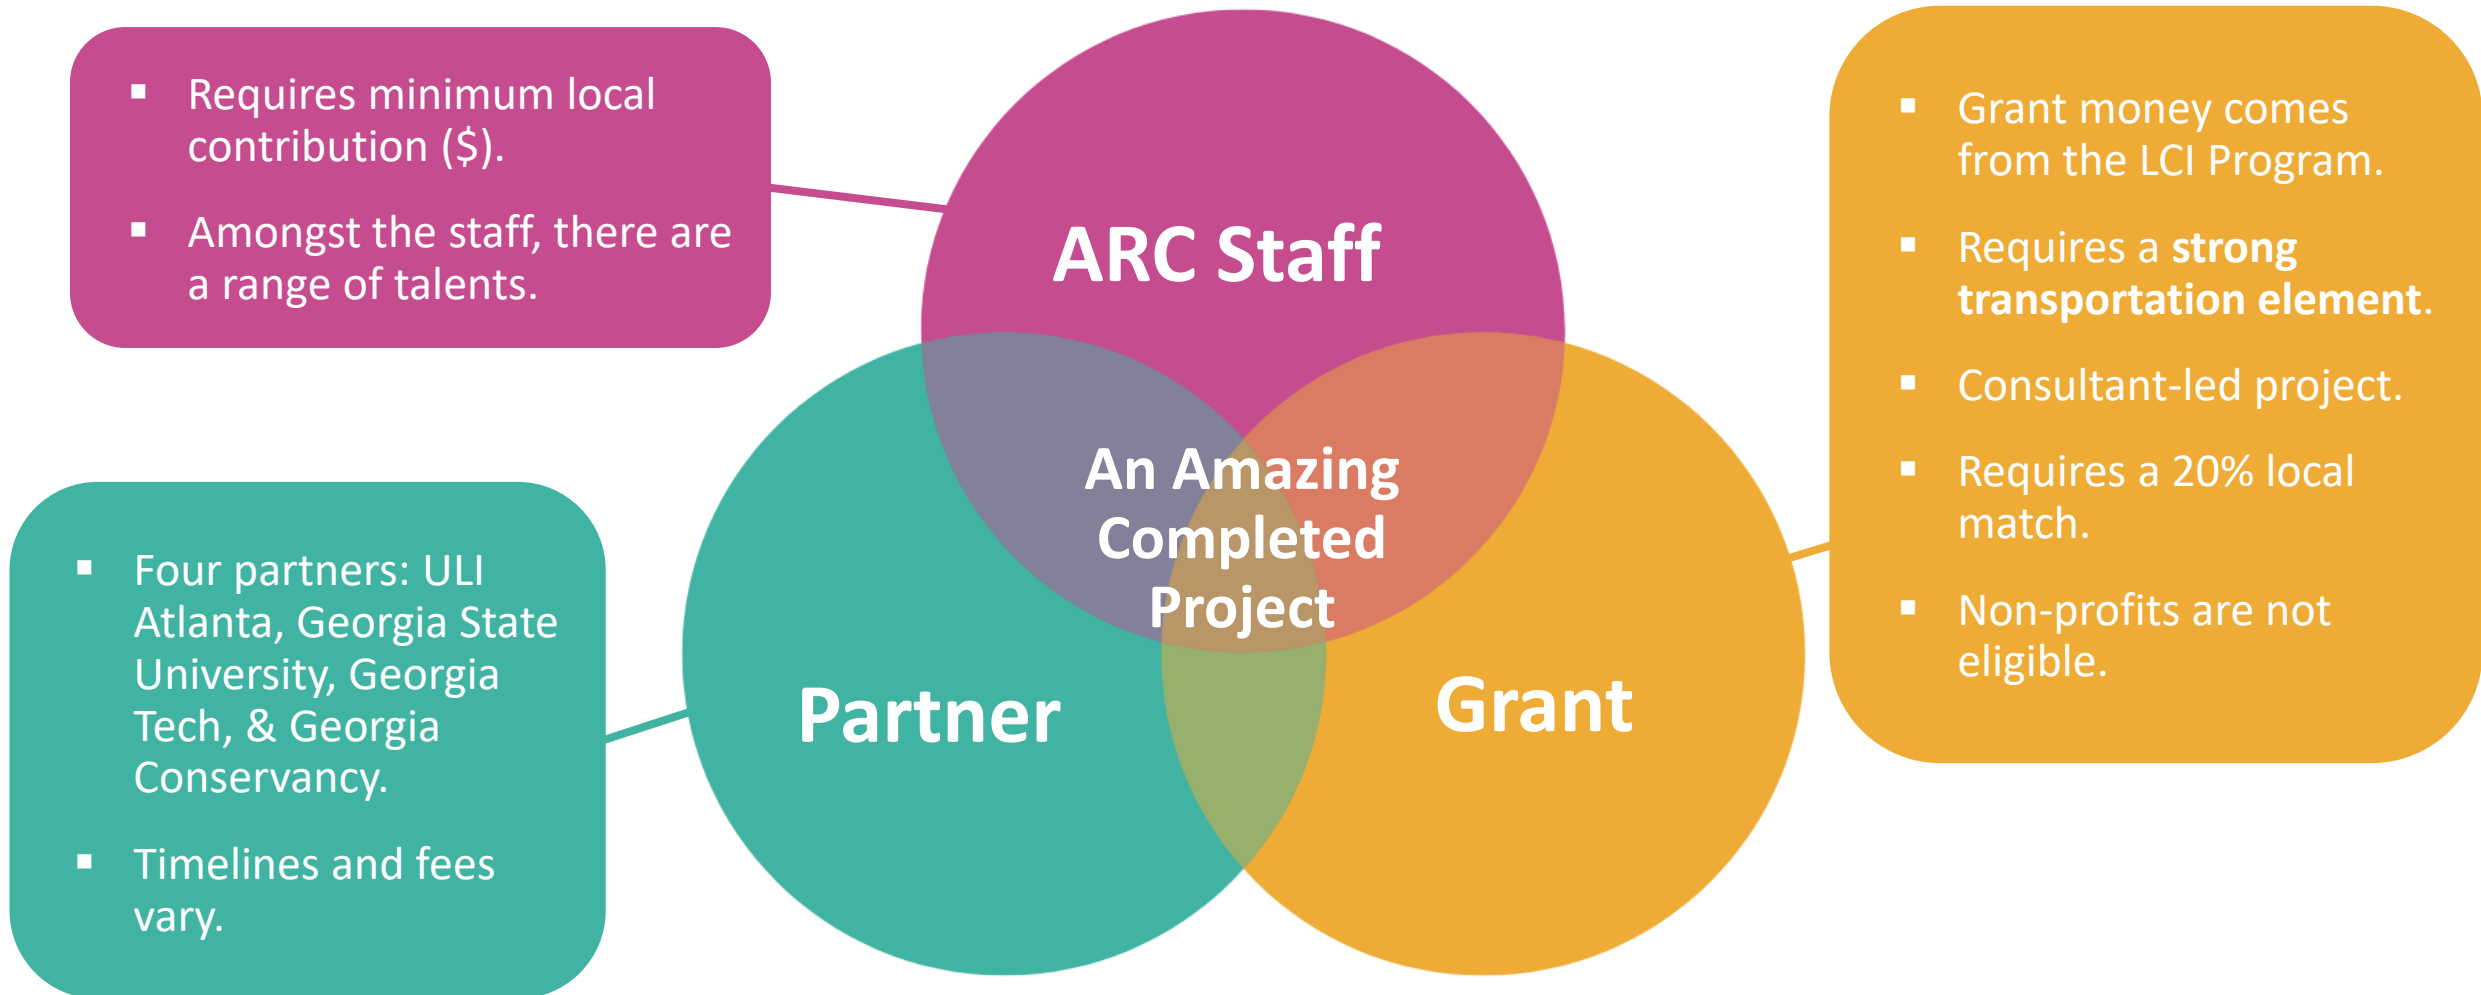 ▪ Requires minimum local
contribution ($).
▪ Amongst the staff, there are
a range of talents.
ARC Staff
▪ Grant money comes
from the LCI Program.
▪ Requires a strong
transportation element.
▪ Consultant-led project.
▪ Requires a 20% local
match.
▪ Non-profits are not
eligible.
An Amazing
Completed
Project
▪ Four partners: ULI
Atlanta, Georgia State
University, Georgia
Tech, & Georgia
Conservancy.
▪ Timelines and fees
vary.
Partner
Grant